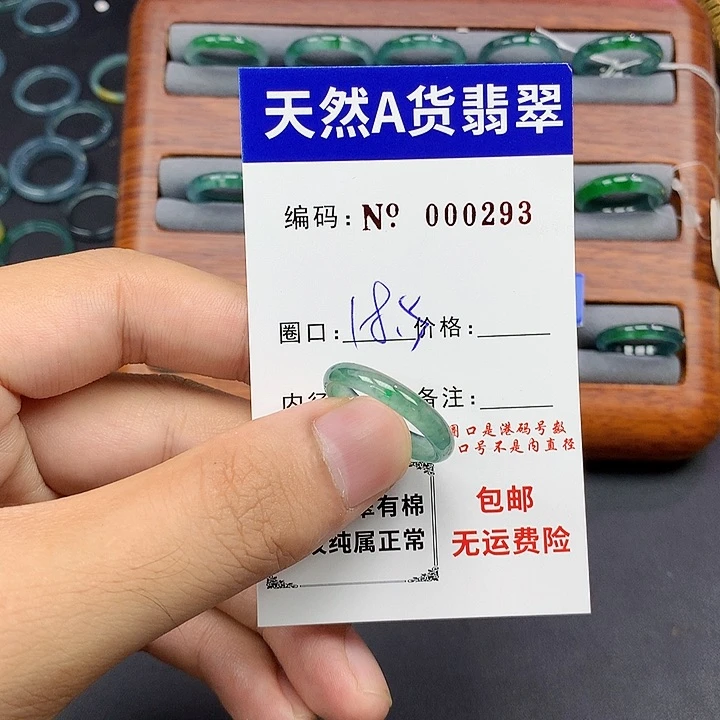 天然A货翡翠
编码: Nº 000293
圈口: 18.5 价格:
内径 备注:
圈口是港码号数
口号不是内直径
有棉
纯属正常
包邮
无运费险